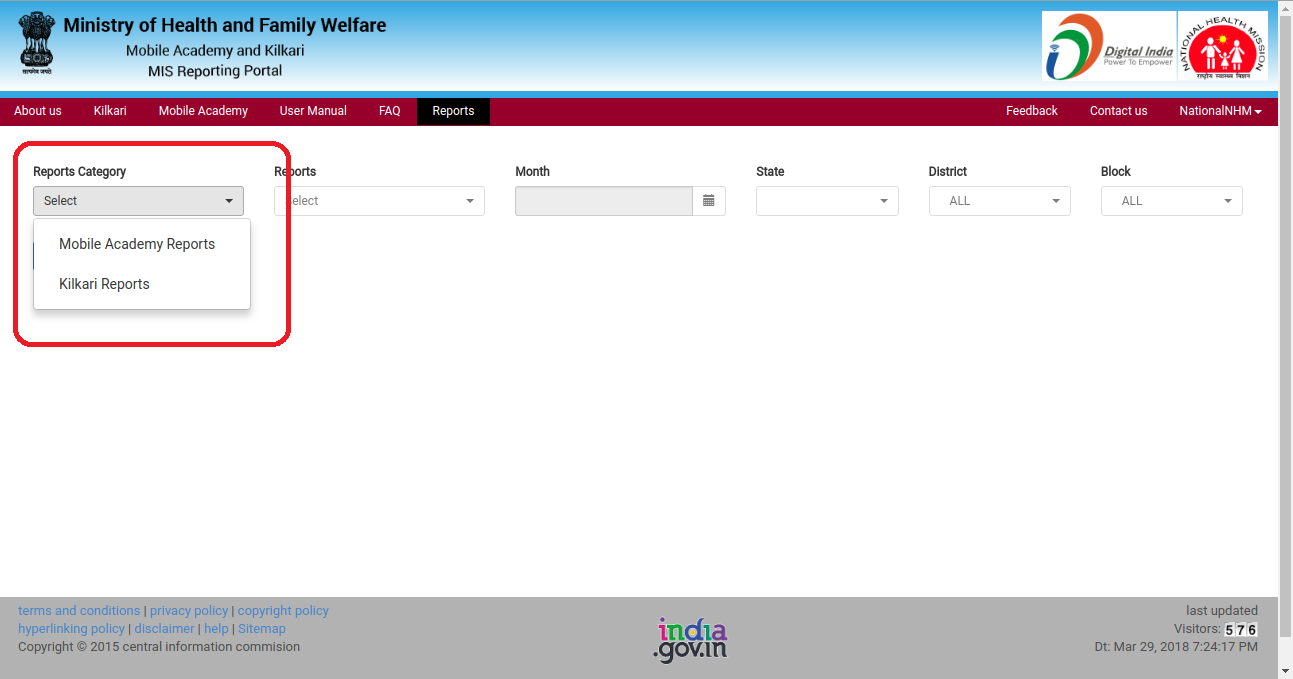 Ministry of Health and Family Welfare
Mobile Academy and Kilkari
MIS Reporting Portal
सत्यमेव जयते
Digital India
Power To Empower
NATIONAL HEALTH MISSION
राष्ट्रीय स्वास्थ्य मिशन
About us Kilkari Mobile Academy User Manual FAQ Reports Feedback Contact us NationalNHM
Reports Category Reports Month State District Block
Select Select ALL ALL
Mobile Academy Reports
Kilkari Reports
terms and conditions | privacy policy | copyright policy
hyperlinking policy | disclaimer | help | Sitemap
Copyright © 2015 central information commision
india
.gov.in
last updated
Visitors: 576
Dt: Mar 29, 2018 7:24:17 PM